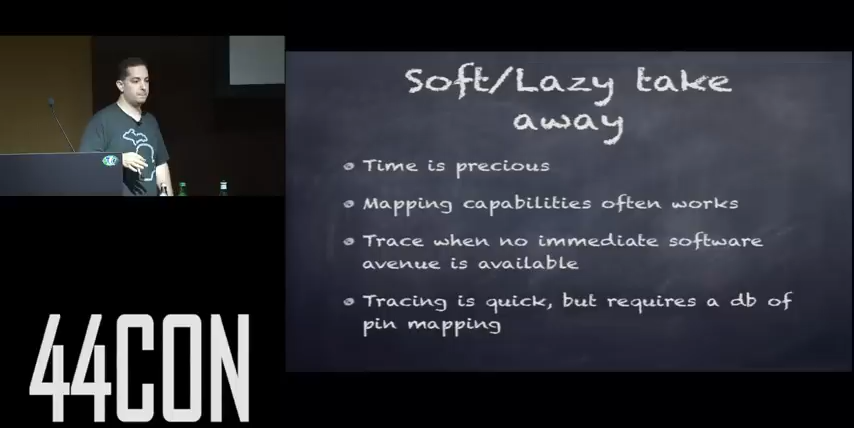 Soft/Lazy take
away
Time is precious
Mapping capabilities often works
Trace when no immediate software
avenue is available
Tracing is quick, but requires a db of
pin mapping
44CON